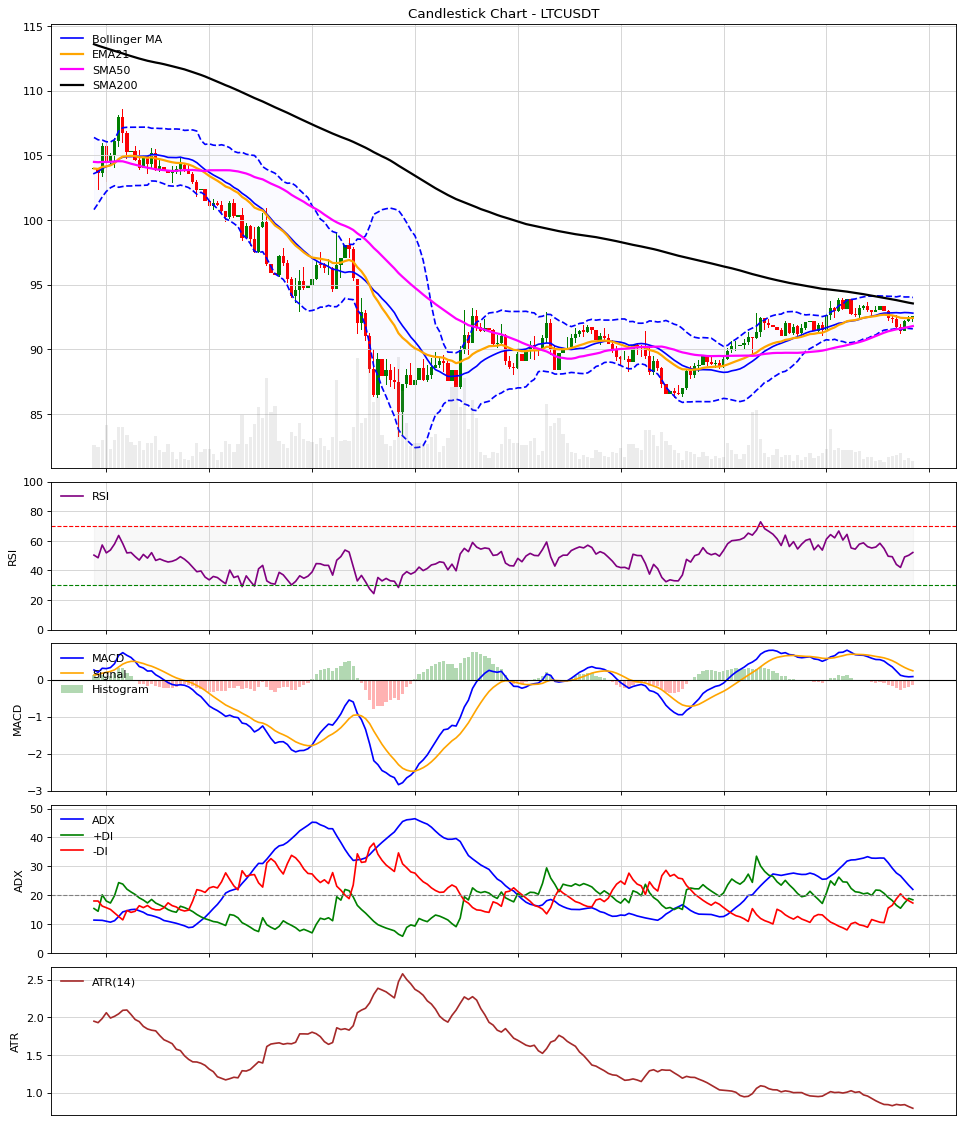 Candlestick Chart - LTCUSDT
115
110
105
100
95
90
85
Bollinger MA
EMA21
SMA50
SMA200
100
80
60
40
20
0
RSI
RSI
0
−1
−2
−3
MACD
MACD
Signal
Histogram
50
40
30
20
10
0
ADX
ADX
+DI
-DI
2.5
2.0
1.5
1.0
ATR
ATR(14)